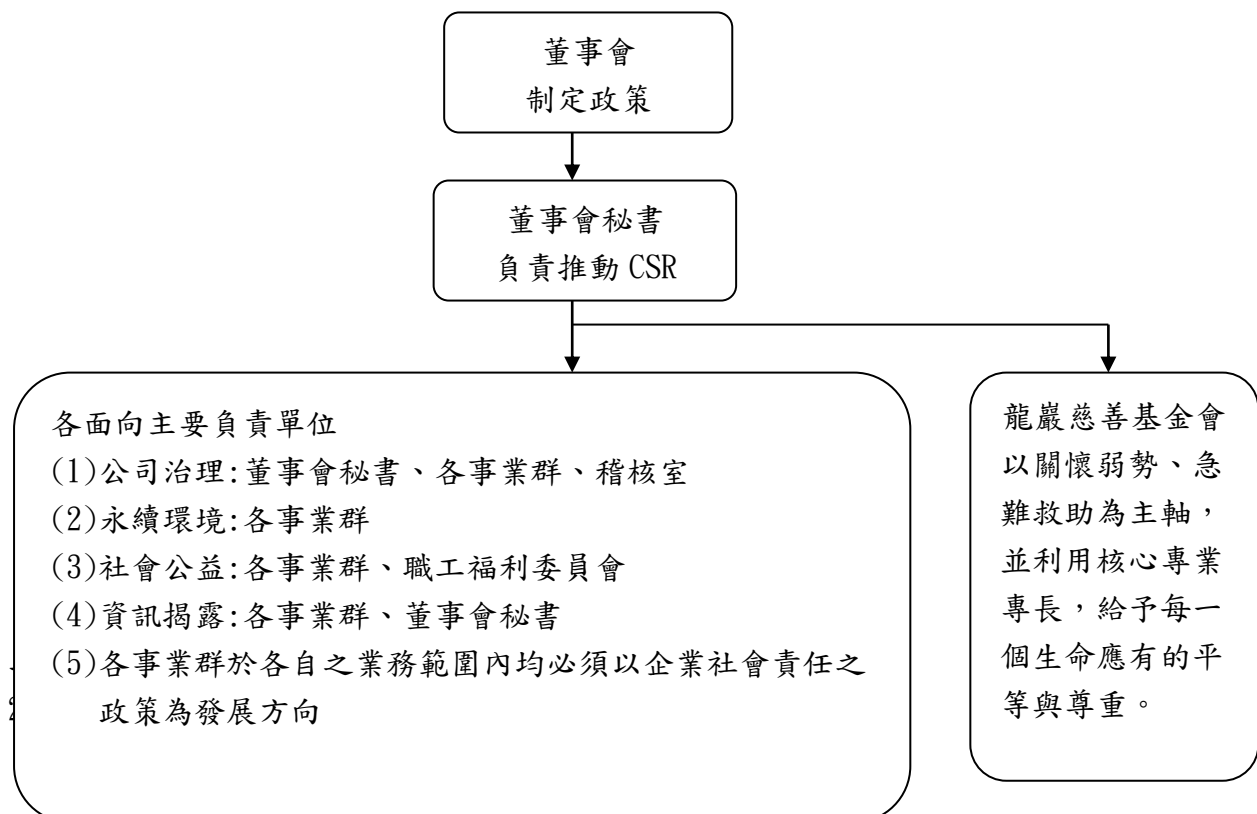 董事會
制定政策
董事會秘書
負責推動 CSR
各面向主要負責單位
(1)公司治理:董事會秘書、各事業群、稽核室
(2)永續環境:各事業群
(3)社會公益:各事業群、職工福利委員會
(4)資訊揭露:各事業群、董事會秘書
(5)各事業群於各自之業務範圍內均必須以企業社會責任之
政策為發展方向
龍巖慈善基金會
以關懷弱勢、急
難救助為主軸，
並利用核心專業
專長，給予每一
個生命應有的平
等與尊重。